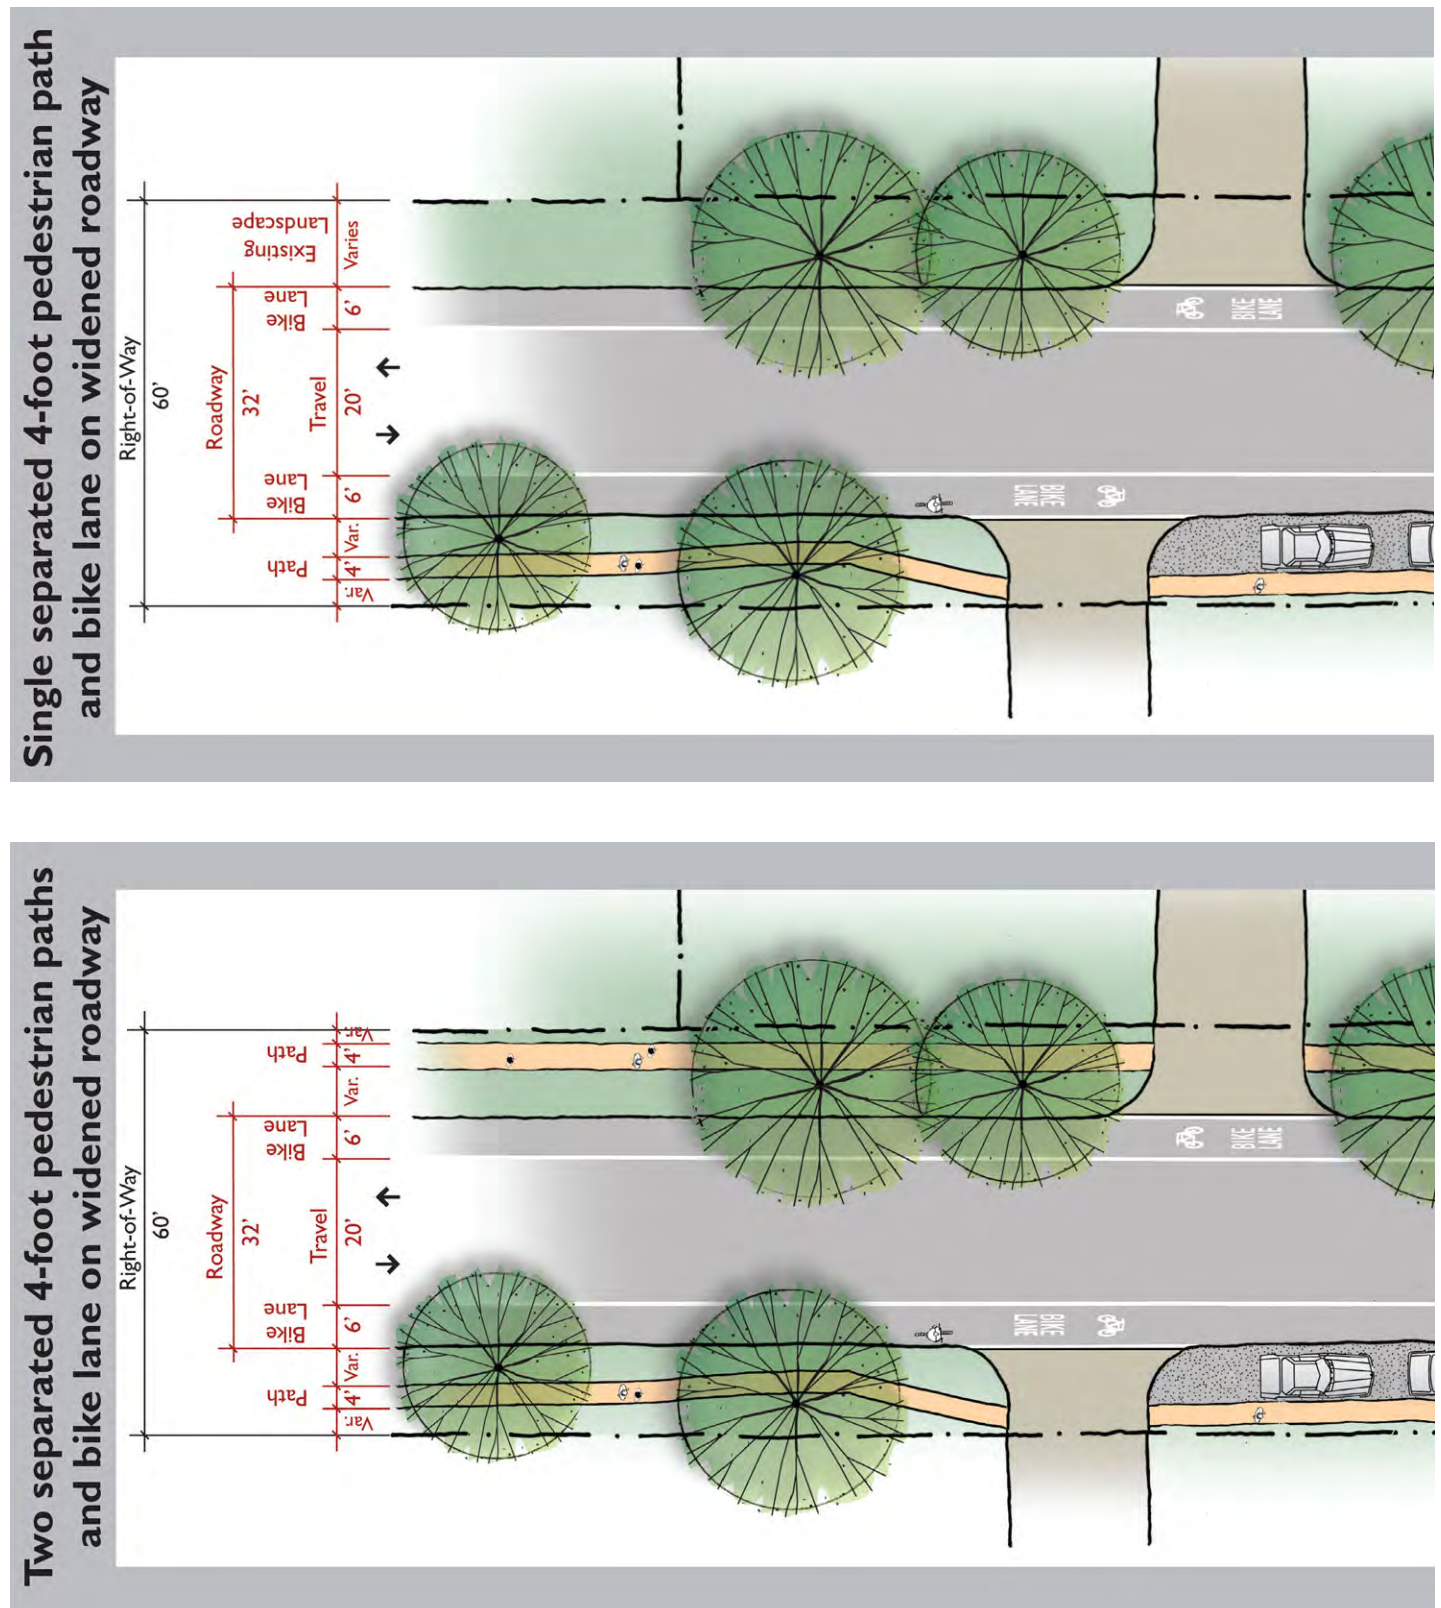 Single separated 4-foot pedestrian path
and bike lane on widened roadway
Right-of-Way
60'
Roadway
32'
Existing
Landscape
Varies
Bike
Lane
6'
Travel
20'
Bike
Lane
6'
Var.
Path
4'
Var.
BIKE
LANE
BIKE
LANE
Two separated 4-foot pedestrian paths
and bike lane on widened roadway
Right-of-Way
60'
Roadway
32'
Var.
Path
4'
Var.
Bike
Lane
6'
Travel
20'
Bike
Lane
6'
Var.
Path
4'
Var.
BIKE
LANE
BIKE
LANE